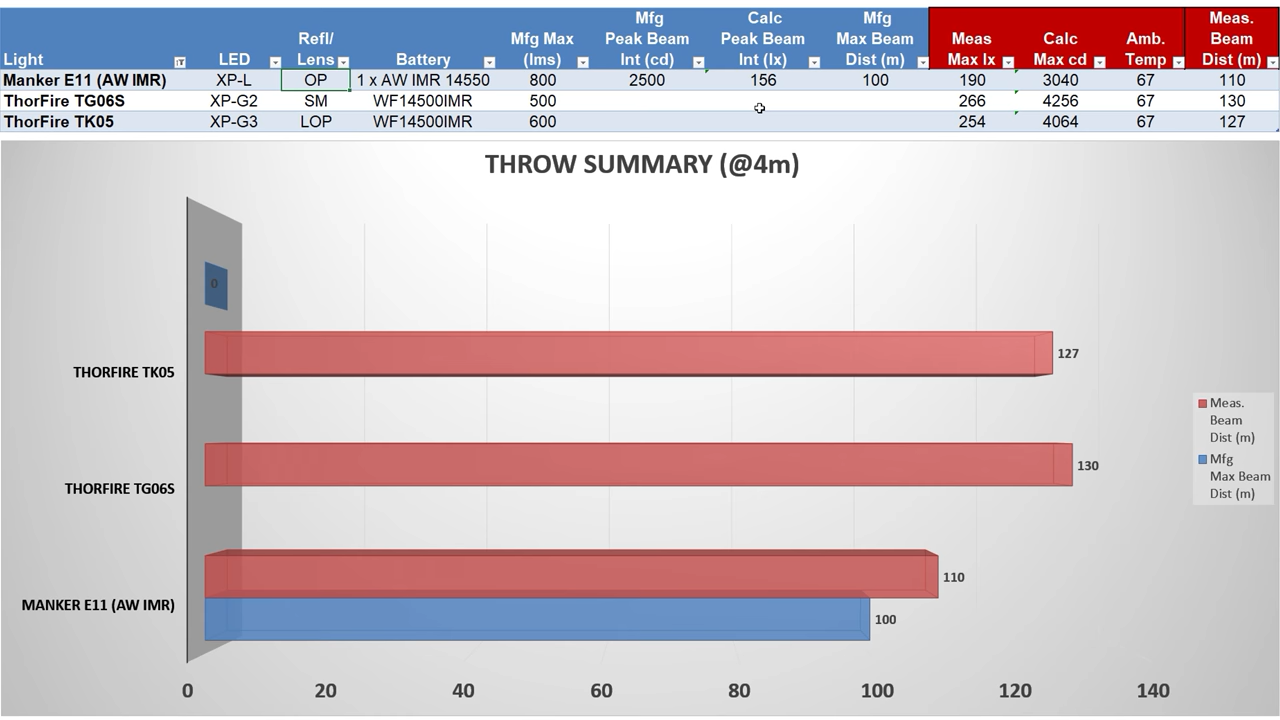 Light LED Refl/ Lens Battery Mfg Max (lms) Mfg Peak Beam Int (cd) Calc Peak Beam Int (lx) Mfg Max Beam Dist (m) Meas Max lx Calc Max cd Amb. Temp Meas. Beam Dist (m)
Manker E11 (AW IMR) XP-L OP 1 x AW IMR 14550 800 2500 156 100 190 3040 67 110
ThorFire TG06S XP-G2 SM WF14500IMR 500 266 4256 67 130
ThorFire TK05 XP-G3 LOP WF14500IMR 600 254 4064 67 127
THROW SUMMARY (@4m)
0
THORFIRE TK05 127
THORFIRE TG06S 130
MANKER E11 (AW IMR) 110
100
Meas.
Beam
Dist (m)
Mfg
Max Beam
Dist (m)
0 20 40 60 80 100 120 140